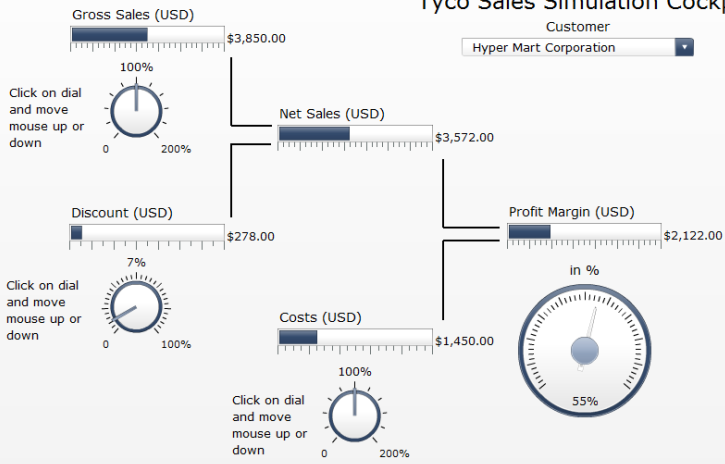 Tyco Sales Simulation
Gross Sales (USD)
$3,850.00
Customer
Hyper Mart Corporation
100%
Click on dial
and move
mouse up or
down
0
200%
Net Sales (USD)
$3,572.00
Discount (USD)
$278.00
Profit Margin (USD)
$2,122.00
7%
Click on dial
and move
mouse up or
down
0
100%
in %
55%
Costs (USD)
$1,450.00
100%
Click on dial
and move
mouse up or
down
0
200%